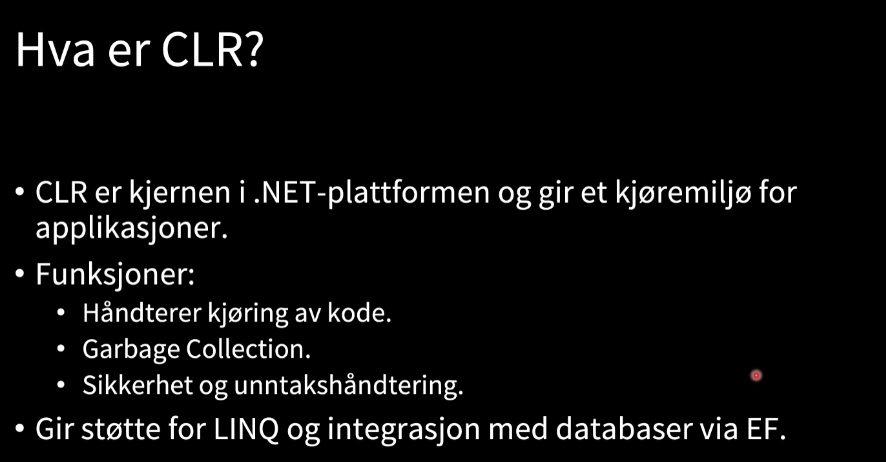 Hva er CLR?
• CLR er kjernen i .NET-plattformen og gir et kjøremiljø for
applikasjoner.
• Funksjoner:
• Håndterer kjøring av kode.
• Garbage Collection.
• Sikkerhet og unntakshåndtering.
• Gir støtte for LINQ og integrasjon med databaser via EF.